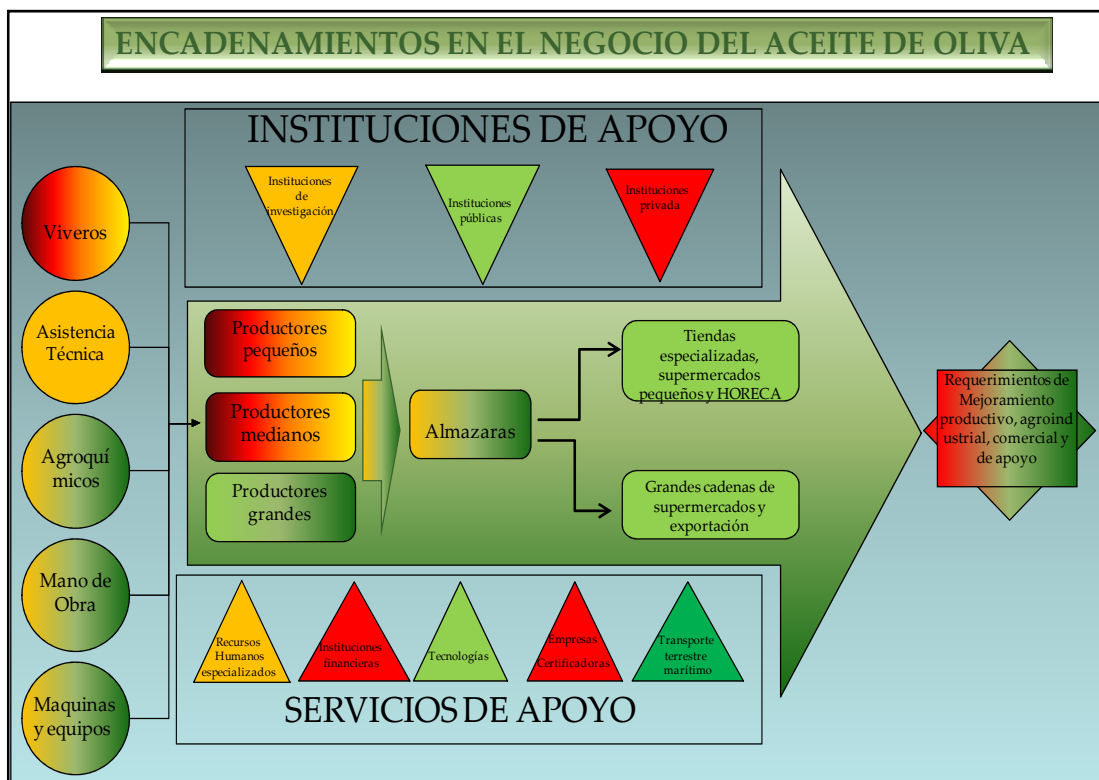 ENCADENAMIENTOS EN EL NEGOCIO DEL ACEITE DE OLIVA
INSTITUCIONES DE APOYO
Instituciones
de
investigación
Instituciones
públicas
Instituciones
privada
Viveros
Asistencia
Técnica
Agroquí
micos
Mano de
Obra
Maquinas
y equipos
Productores
pequeños
Productores
medianos
Productores
grandes
Almazaras
Tiendas
especializadas,
supermercados
pequeños y HORECA
Grandes cadenas de
supermercados y
exportación
Requerimientos de
Mejoramiento
productivo, agroind
ustrial, comercial y
de apoyo
Recursos
Humanos
especializados
Instituciones
financieras
Tecnologías
Empresas
Certificadoras
Transporte
terrestre
marítimo
SERVICIOS DE APOYO